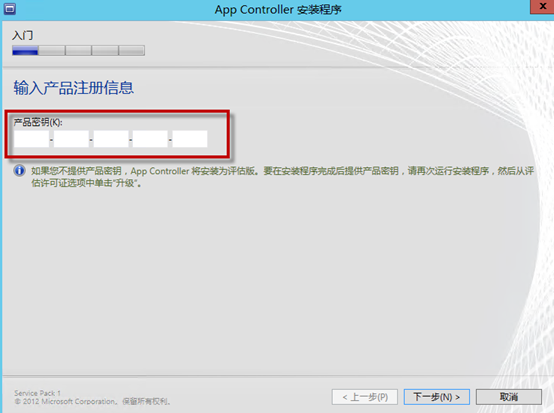 App Controller 安装程序
x
入门
输入产品注册信息
产品密钥(K):
- - - -
如果您不提供产品密钥，App Controller 将安装为评估版。要在安装程序完成后提供产品密钥，请再次运行安装程序，然后从评
估许可证选项中单击“升级”。
Service Pack 1
© 2012 Microsoft Corporation。保留所有权利。
< 上一步(P)
下一步(N) >
取消